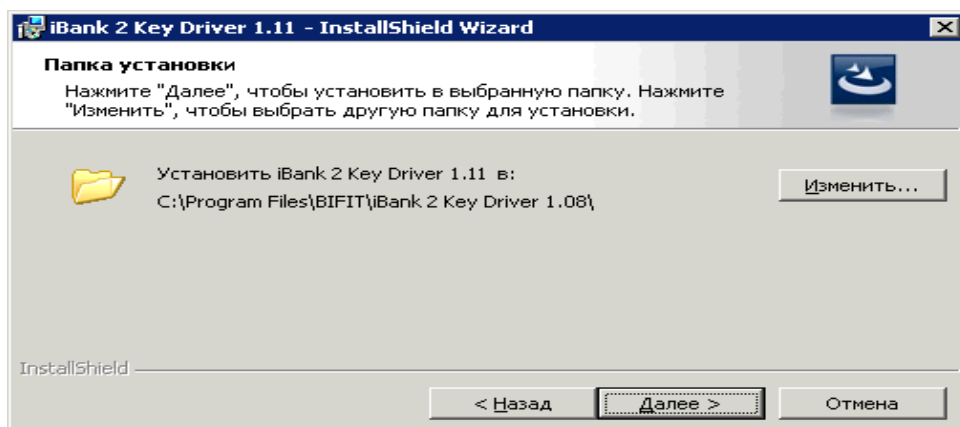 iBank 2 Key Driver 1.11 - InstallShield Wizard
Папка установки
Нажмите "Далее", чтобы установить в выбранную папку. Нажмите
"Изменить", чтобы выбрать другую папку для установки.
Установить iBank 2 Key Driver 1.11 в:
C:\Program Files\BIFIT\iBank 2 Key Driver 1.08\
Изменить...
InstallShield
< Назад
Далее >
Отмена